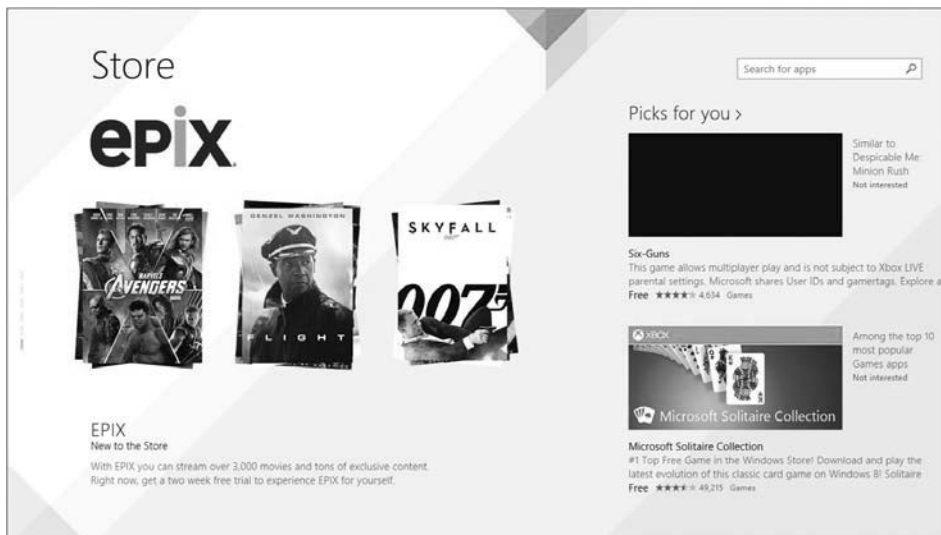 Store
Search for apps
epix.
MARVEL'S
AVENGERS
DENZEL WASHINGTON
FLIGHT
SKYFALL
007
EPIX
New to the Store
With EPIX you can stream over 3,000 movies and tons of exclusive content.
Right now, get a two week free trial to experience EPIX for yourself.
Picks for you >
Similar to
Despicable Me:
Minion Rush
Not interested
Six-Guns
This game allows multiplayer play and is not subject to Xbox LIVE
parental settings. Microsoft shares User IDs and gamertags. Explore a
Free 4,634 Games
XBOX
Microsoft Solitaire Collection
Among the top 10
most popular
Games apps
Not interested
Microsoft Solitaire Collection
#1 Top Free Game in the Windows Store! Download and play the
latest evolution of this classic card game on Windows 8! Solitaire
Free 49,215 Games